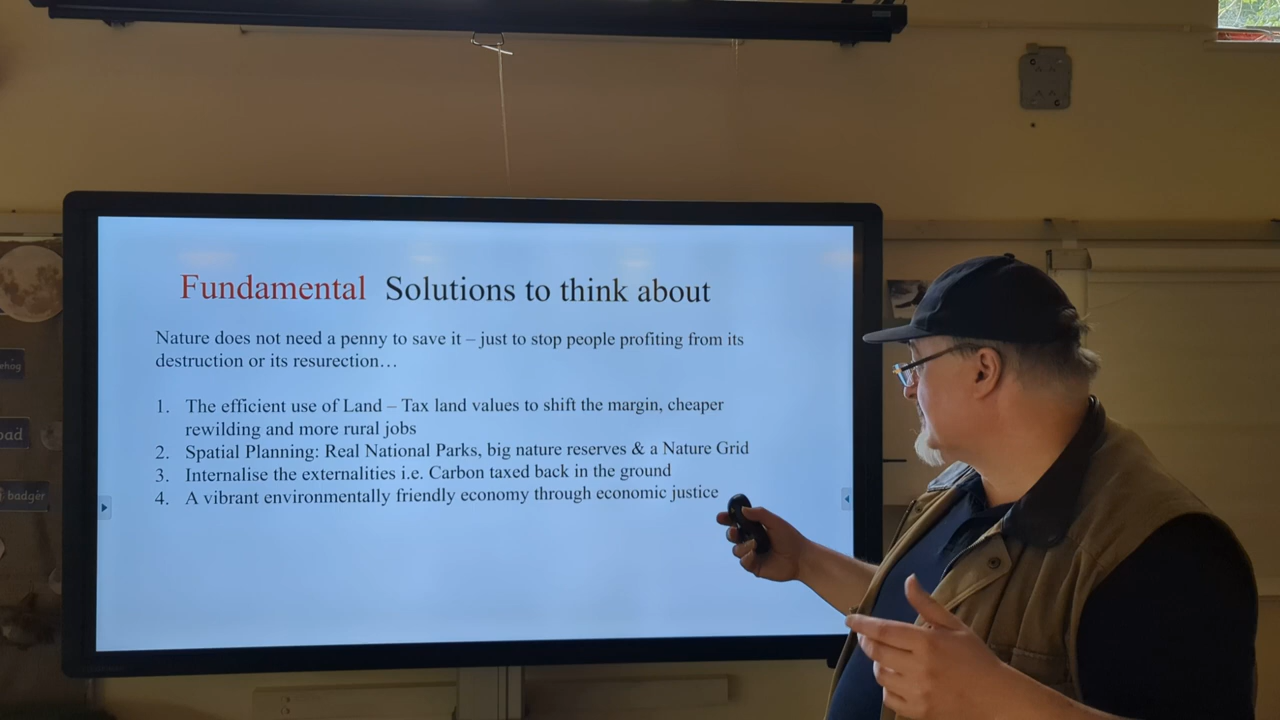 Fundamental Solutions to think about
Nature does not need a penny to save it – just to stop people profiting from its
destruction or its resurection…
1. The efficient use of Land – Tax land values to shift the margin, cheaper
rewilding and more rural jobs
2. Spatial Planning: Real National Parks, big nature reserves & a Nature Grid
3. Internalise the externalities i.e. Carbon taxed back in the ground
4. A vibrant environmentally friendly economy through economic justice
badger